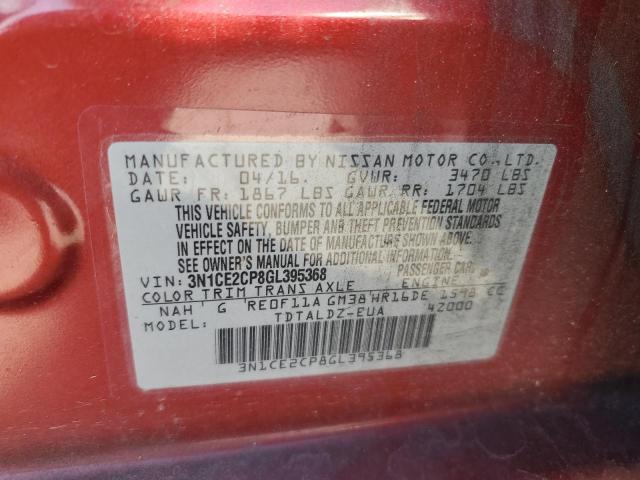 MANUFACTURED BY NISSAN MOTOR CO.,LTD.
DATE: 04/16. GVWR: 3470 LBS
GAWR FR: 1867 LBS GAWR RR: 1704 LBS
THIS VEHICLE CONFORMS TO ALL APPLICABLE FEDERAL MOTOR
VEHICLE SAFETY, BUMPER AND THEFT PREVENTION STANDARDS
IN EFFECT ON THE DATE OF MANUFACTURE SHOWN ABOVE.
SEE OWNER'S MANUAL FOR ADDITIONAL INFORMATION.
VIN: 3N1CE2CP8GL395368 PASSENGER CAR
COLOR TRIM TRANS AXLE ENGINE
NAH G RE0F11A GM38 HR16DE 1598 CC
MODEL: TDTALDZ-EUA 42000
3N1CE2CP8GL395368